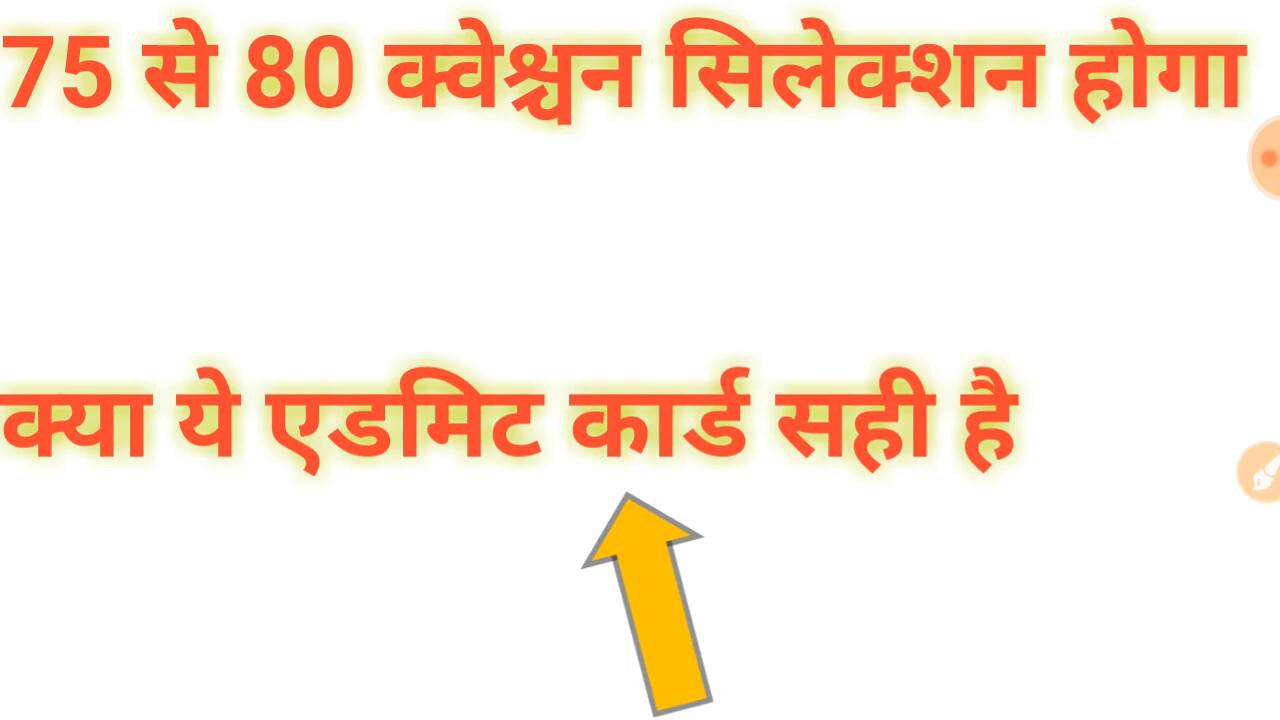 75 से 80 क्वेश्चन सिलेक्शन होगा
क्या ये एडमिट कार्ड सही है